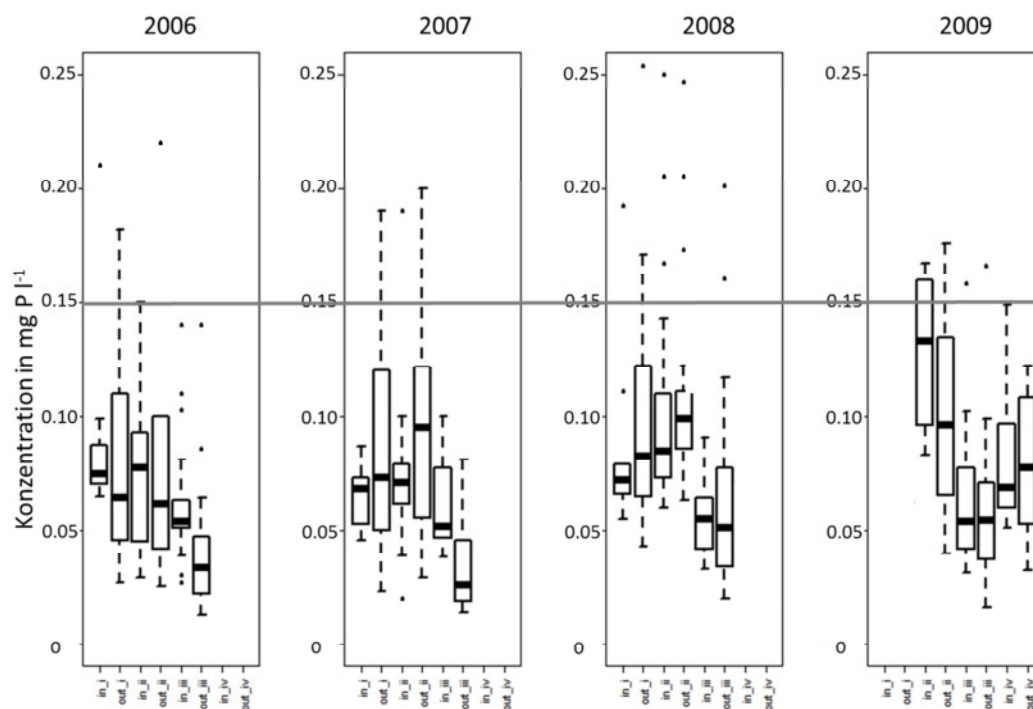 2006 2007 2008 2009
Konzentration in mg P l-1
0.25 0.25 0.25 0.25
0.20 0.20 0.20 0.20
0.15 0.15 0.15 0.15
0.10 0.10 0.10 0.10
0.05 0.05 0.05 0.05
0 0 0 0
in_i out_i in_ii out_ii in_iii out_iii in_iv out_iv in_i out_i in_ii out_ii in_iii out_iii in_iv out_iv in_i out_i in_ii out_ii in_iii out_iii in_iv out_iv in_i out_i in_ii out_ii in_iii out_iii in_iv out_iv